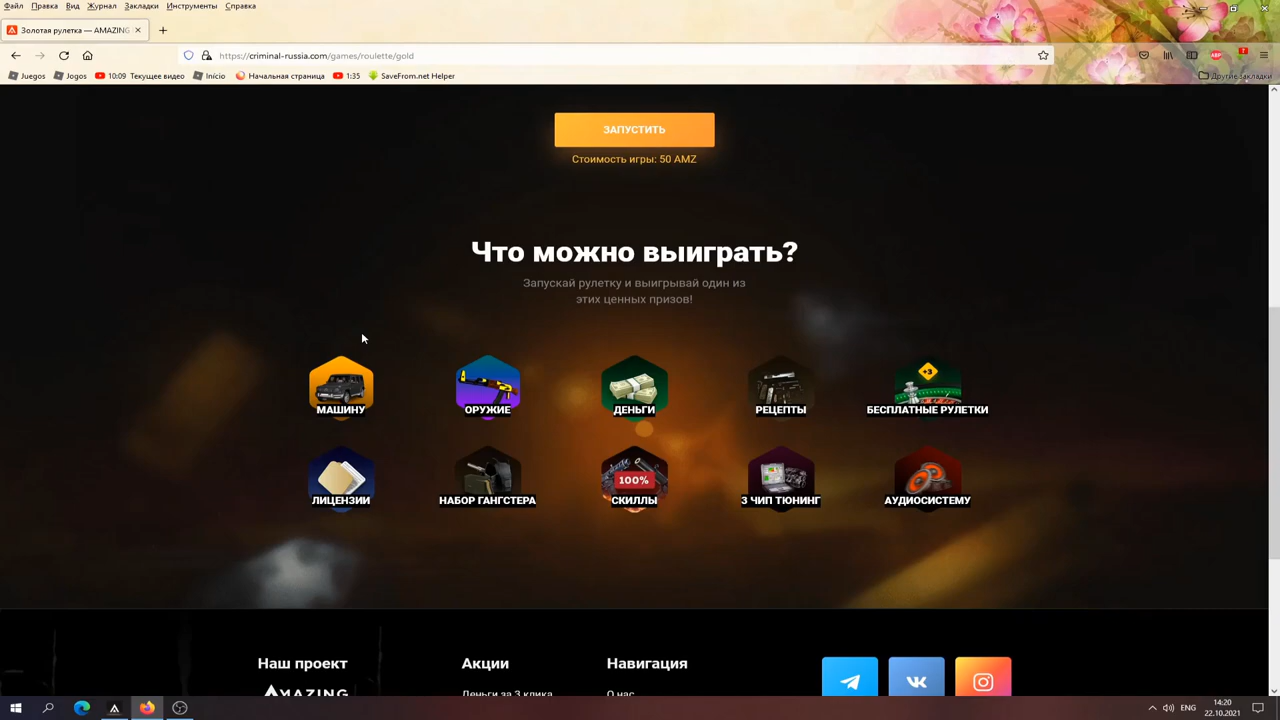 Файл Правка Вид Журнал Закладки Инструменты Справка
Золотая рулетка — AMAZING
https://criminal-russia.com/games/roulette/gold
ABP
Juegos Jogos 10:09 Текущее видео Início Начальная страница 1:35 SaveFrom.net Helper Другие закладки
ЗАПУСТИТЬ
Стоимость игры: 50 AMZ
Что можно выиграть?
Запускай рулетку и выигрывай один из
этих ценных призов!
+3
МАШИНУ ОРУЖИЕ ДЕНЬГИ РЕЦЕПТЫ БЕСПЛАТНЫЕ РУЛЕТКИ
100%
ЛИЦЕНЗИИ НАБОР ГАНГСТЕРА СКИЛЛЫ 3 ЧИП ТЮНИНГ АУДИОСИСТЕМУ
Наш проект Акции Навигация
AMAZING Деньги за 3 клика О нас
ENG 14:20
22.10.2021